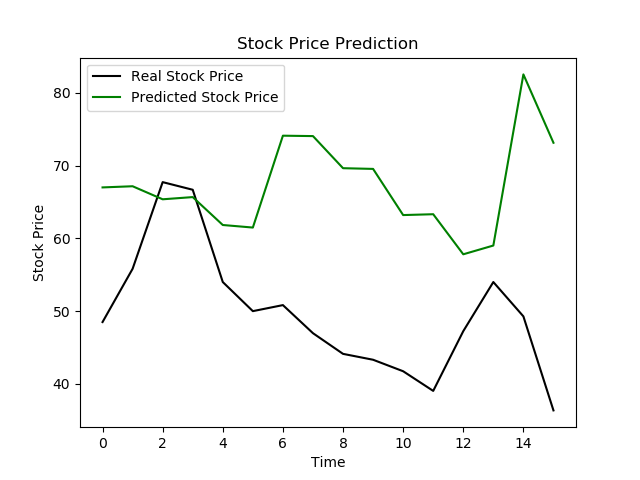 Stock Price Prediction
Real Stock Price
Predicted Stock Price
80
70
60
50
40
Stock Price
0 2 4 6 8 10 12 14
Time